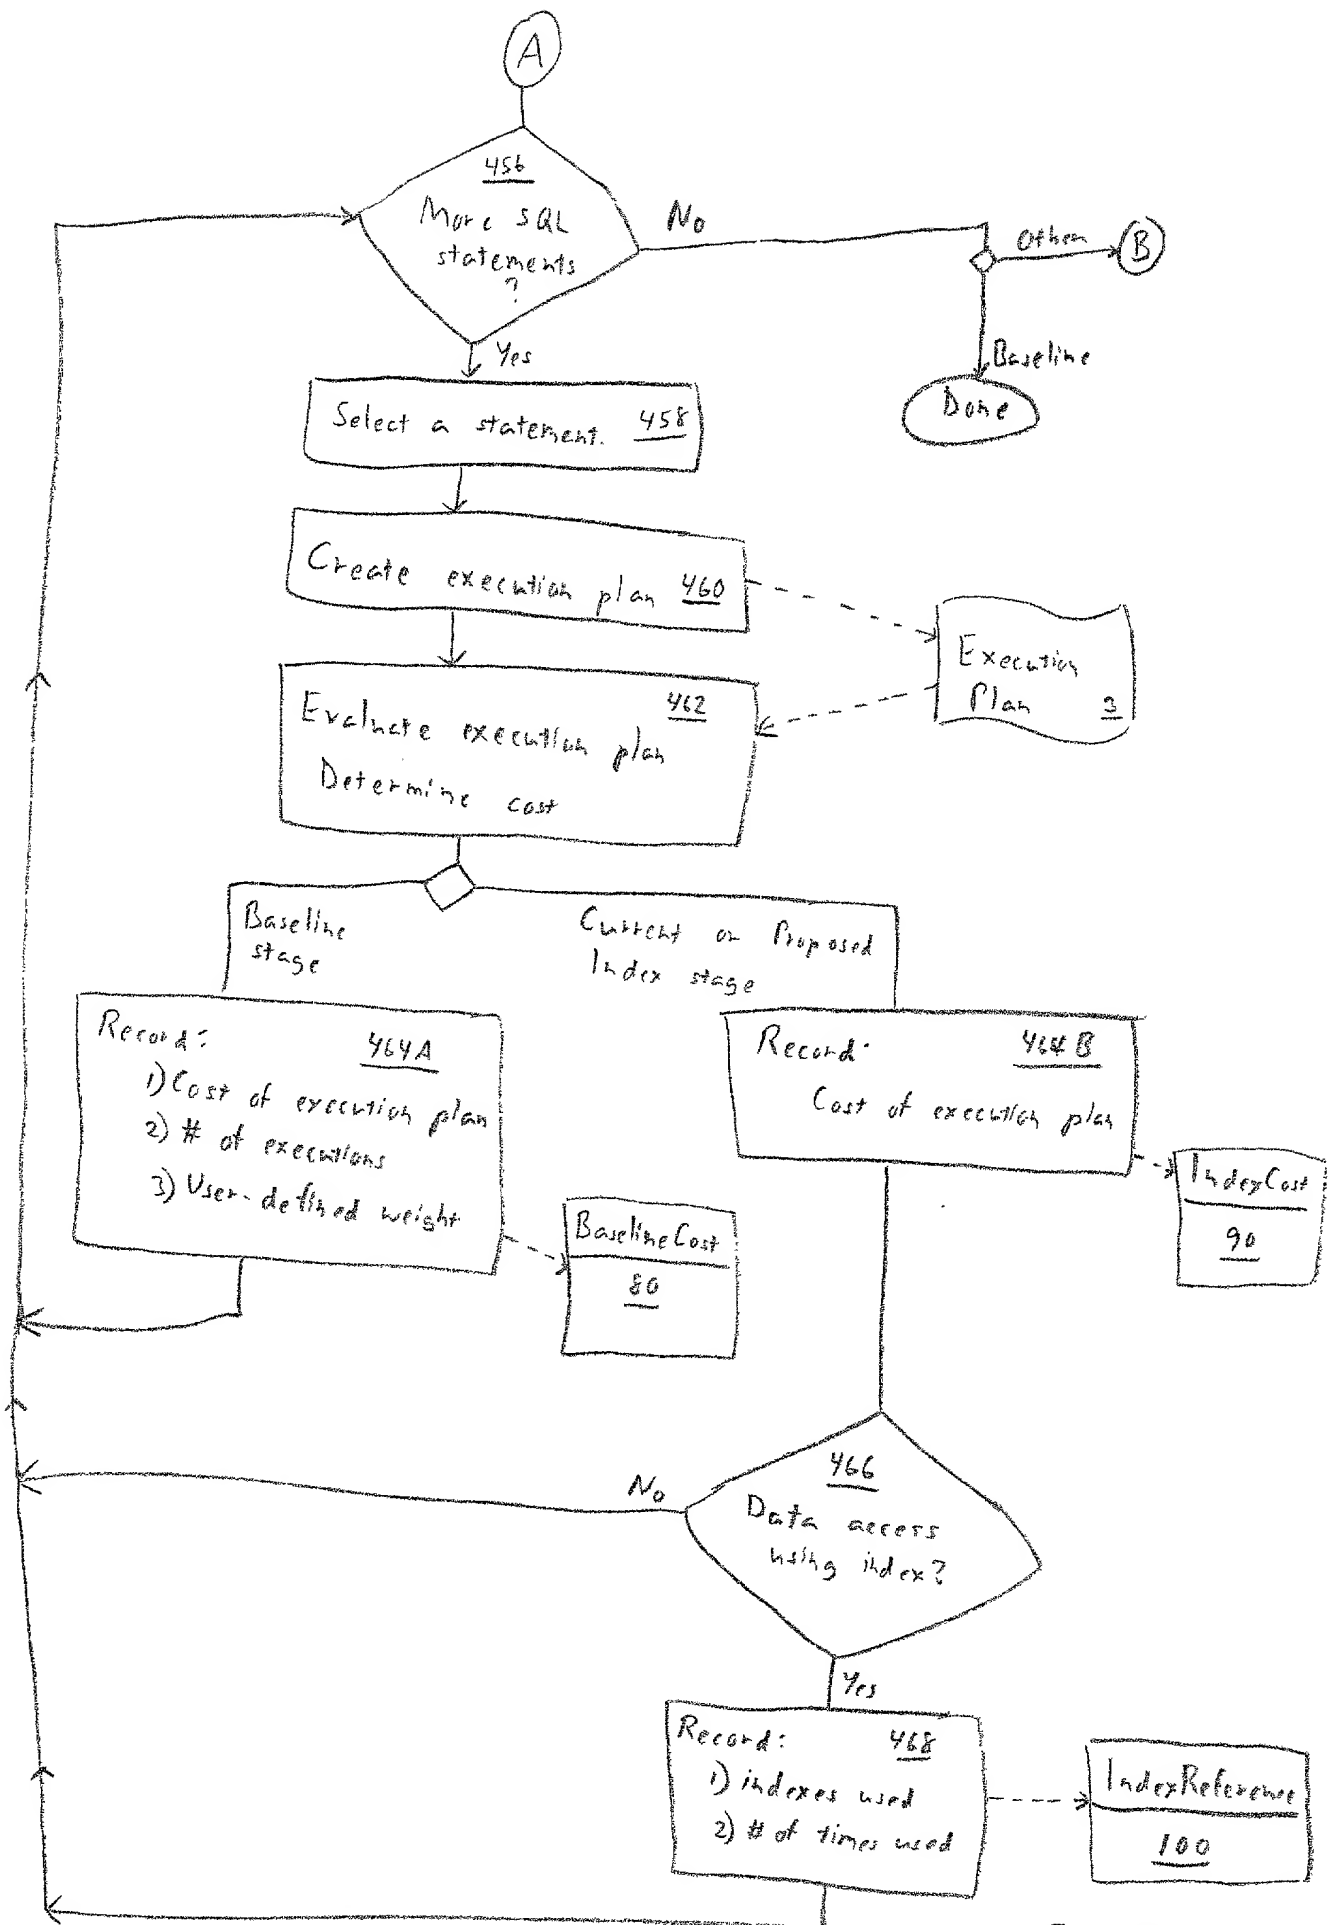 A
456
More SQL
statements
?
No
Other
B
Yes
Baseline
Done
Select a statement. 458
Create execution plan 460
Execution
Plan 3
462
Evaluate execution plan
Determine cost
Baseline
stage
Current or Proposed
Index stage
Record: 464A
1) Cost of execution plan
2) # of executions
3) User-defined weight
BaselineCost
80
Record: 464B
Cost of execution plan
IndexCost
90
466
Data access
using index?
No
Yes
Record: 468
1) indexes used
2) # of times used
IndexReference
100